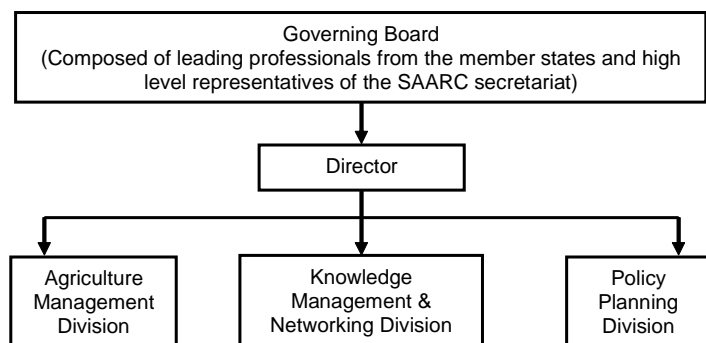 Governing Board
(Composed of leading professionals from the member states and high
level representatives of the SAARC secretariat)
Director
Agriculture
Management
Division
Knowledge
Management &
Networking Division
Policy
Planning
Division